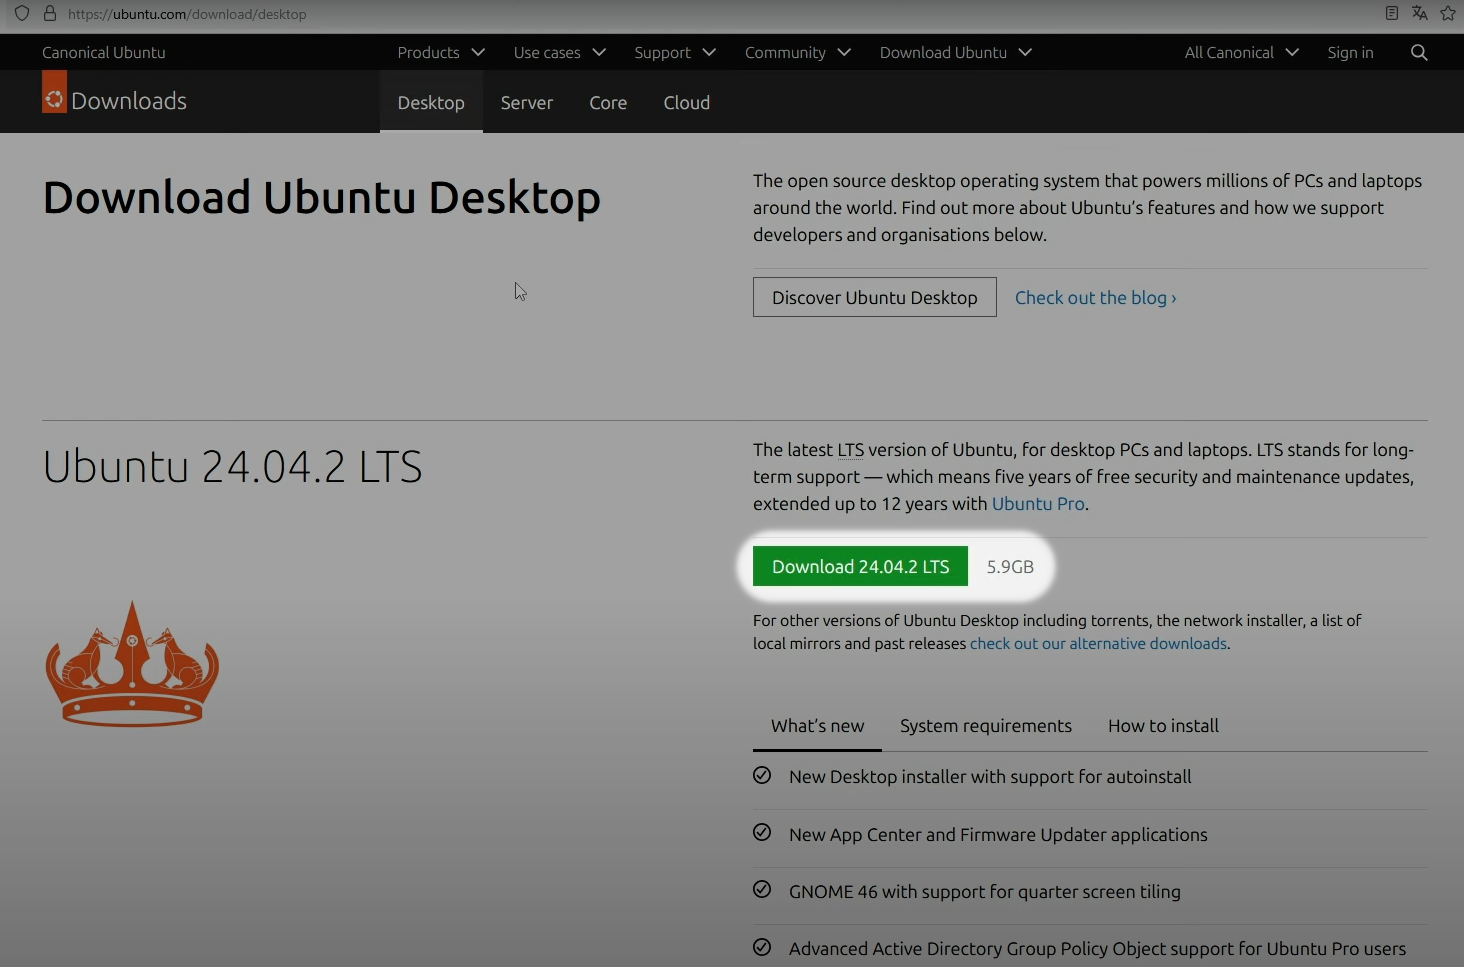 https://ubuntu.com/download/desktop
Canonical Ubuntu Products Use cases Support Community Download Ubuntu All Canonical Sign in
Downloads Desktop Server Core Cloud
Download Ubuntu Desktop
The open source desktop operating system that powers millions of PCs and laptops
around the world. Find out more about Ubuntu’s features and how we support
developers and organisations below.
Discover Ubuntu Desktop Check out the blog ›
Ubuntu 24.04.2 LTS
The latest LTS version of Ubuntu, for desktop PCs and laptops. LTS stands for long-
term support — which means five years of free security and maintenance updates,
extended up to 12 years with Ubuntu Pro.
Download 24.04.2 LTS 5.9GB
For other versions of Ubuntu Desktop including torrents, the network installer, a list of
local mirrors and past releases check out our alternative downloads.
What’s new System requirements How to install
New Desktop installer with support for autoinstall
New App Center and Firmware Updater applications
GNOME 46 with support for quarter screen tiling
Advanced Active Directory Group Policy Object support for Ubuntu Pro users